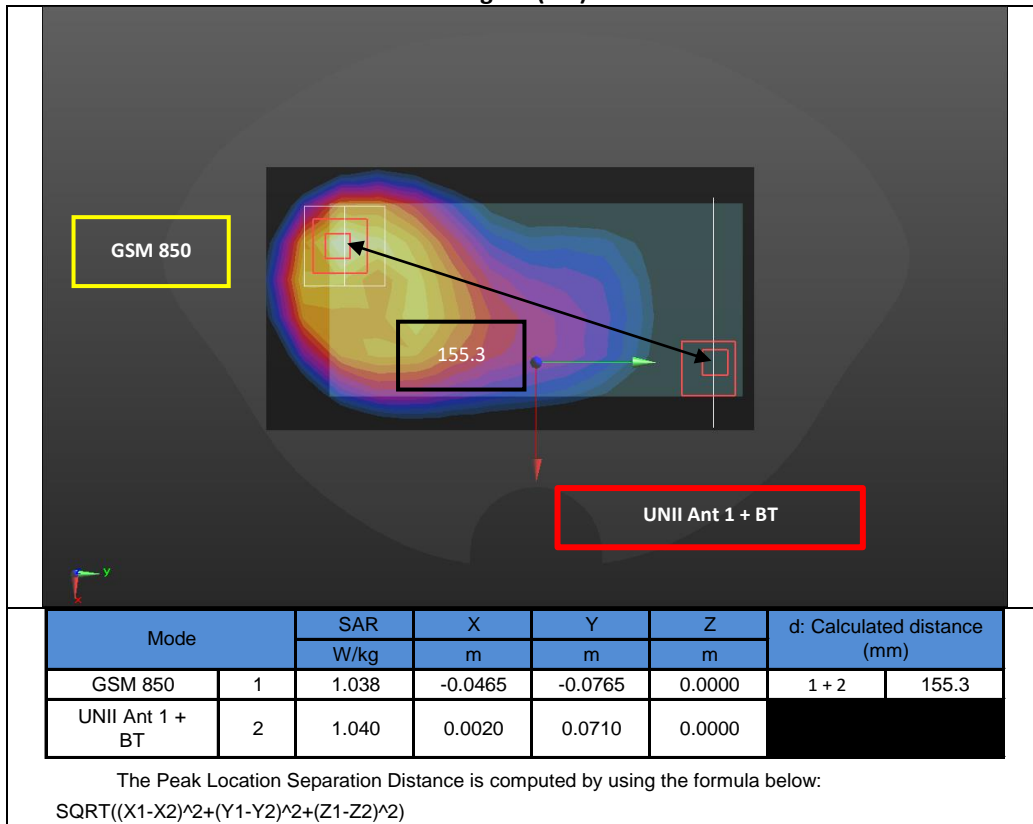 GSM 850
155.3
UNII Ant 1 + BT
Y
X
Mode SAR X Y Z d: Calculated distance (mm)
W/kg m m m
GSM 850 1 1.038 -0.0465 -0.0765 0.0000 1 + 2 155.3
UNII Ant 1 + BT 2 1.040 0.0020 0.0710 0.0000
The Peak Location Separation Distance is computed by using the formula below:
SQRT((X1-X2)^2+(Y1-Y2)^2+(Z1-Z2)^2)